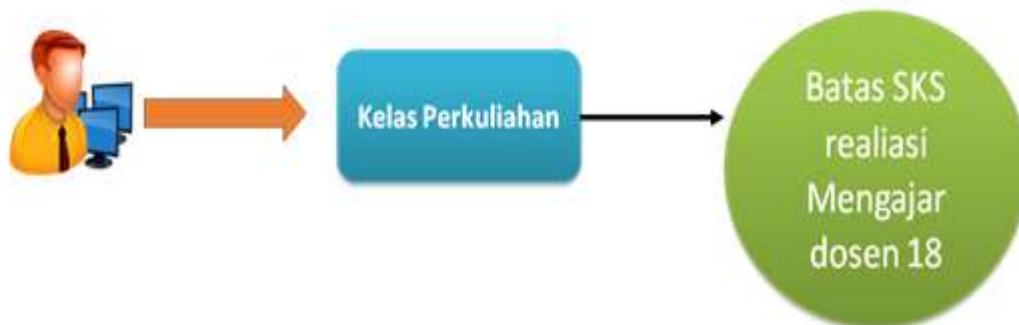 Kelas Perkuliahan
Batas SKS
realiasi
Mengajar
dosen 18